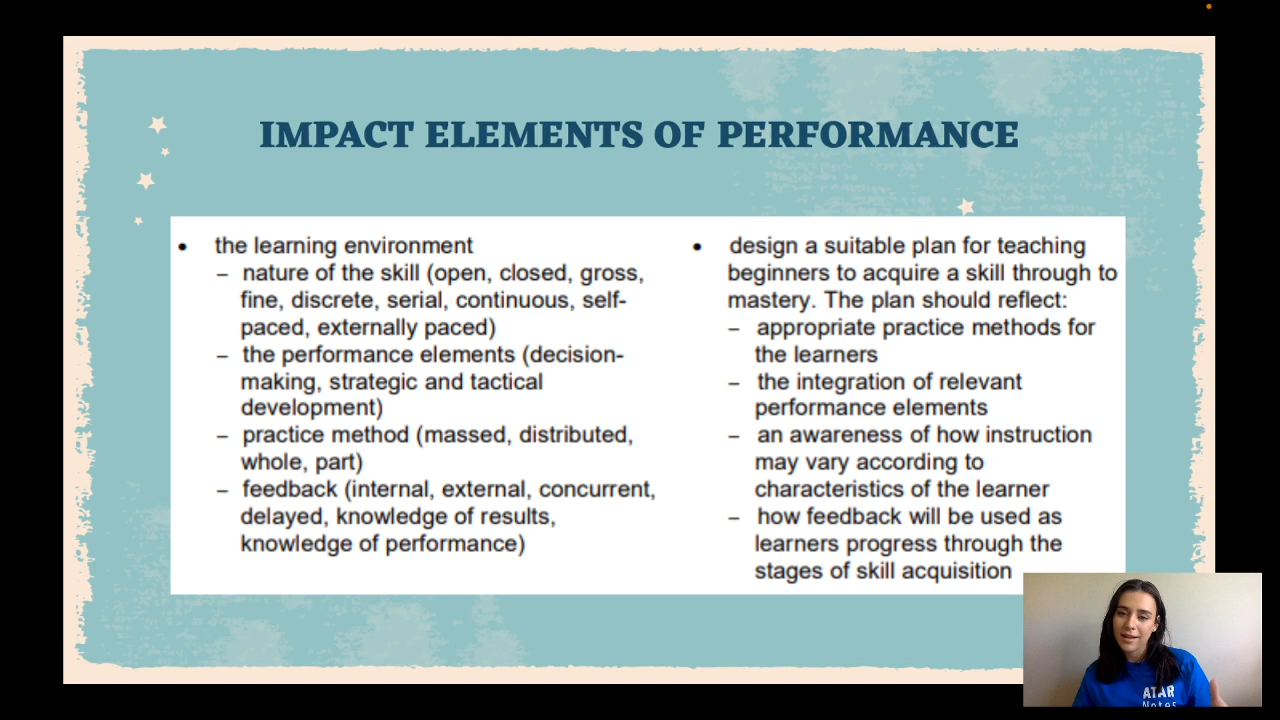 IMPACT ELEMENTS OF PERFORMANCE
• the learning environment
– nature of the skill (open, closed, gross,
fine, discrete, serial, continuous, self-
paced, externally paced)
– the performance elements (decision-
making, strategic and tactical
development)
– practice method (massed, distributed,
whole, part)
– feedback (internal, external, concurrent,
delayed, knowledge of results,
knowledge of performance)
• design a suitable plan for teaching
beginners to acquire a skill through to
mastery. The plan should reflect:
– appropriate practice methods for
the learners
– the integration of relevant
performance elements
– an awareness of how instruction
may vary according to
characteristics of the learner
– how feedback will be used as
learners progress through the
stages of skill acquisition
ATAR
Notes